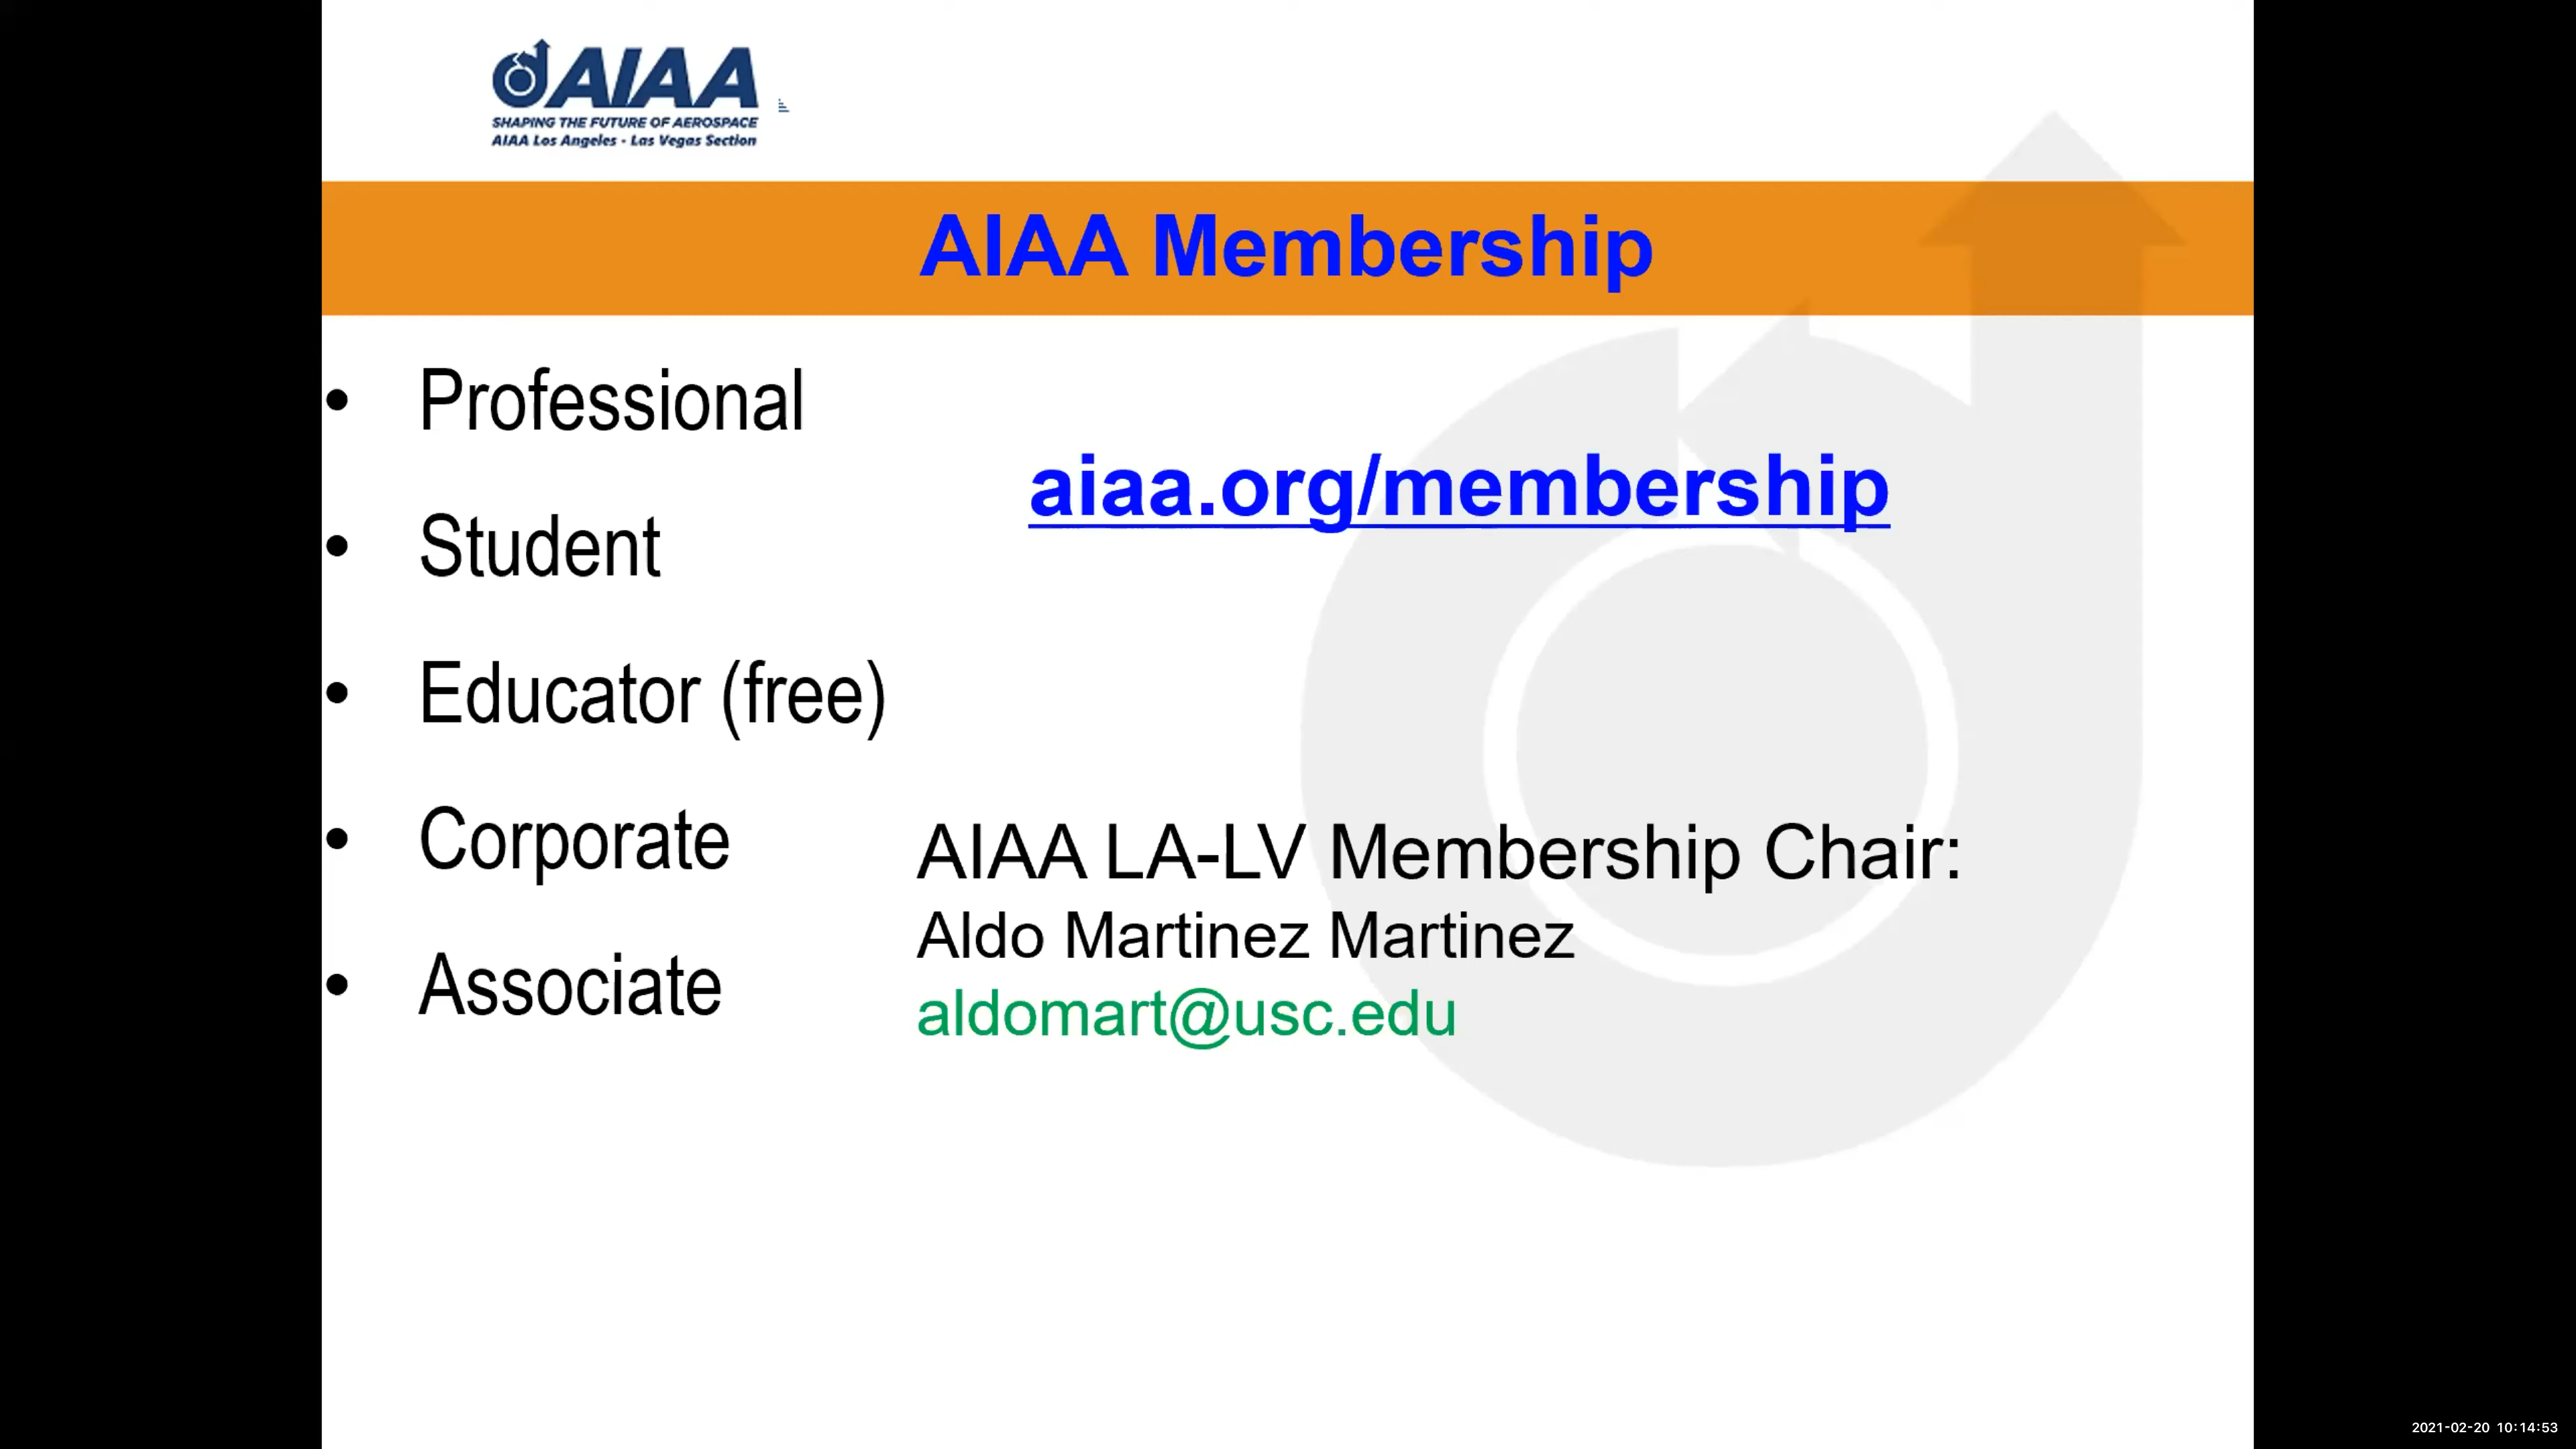 AIAA
SHAPING THE FUTURE OF AEROSPACE
AIAA Los Angeles - Las Vegas Section
AIAA Membership
• Professional
• Student
• Educator (free)
• Corporate
• Associate
aiaa.org/membership
AIAA LA-LV Membership Chair:
Aldo Martinez Martinez
aldomart@usc.edu
2021-02-20 10:14:53